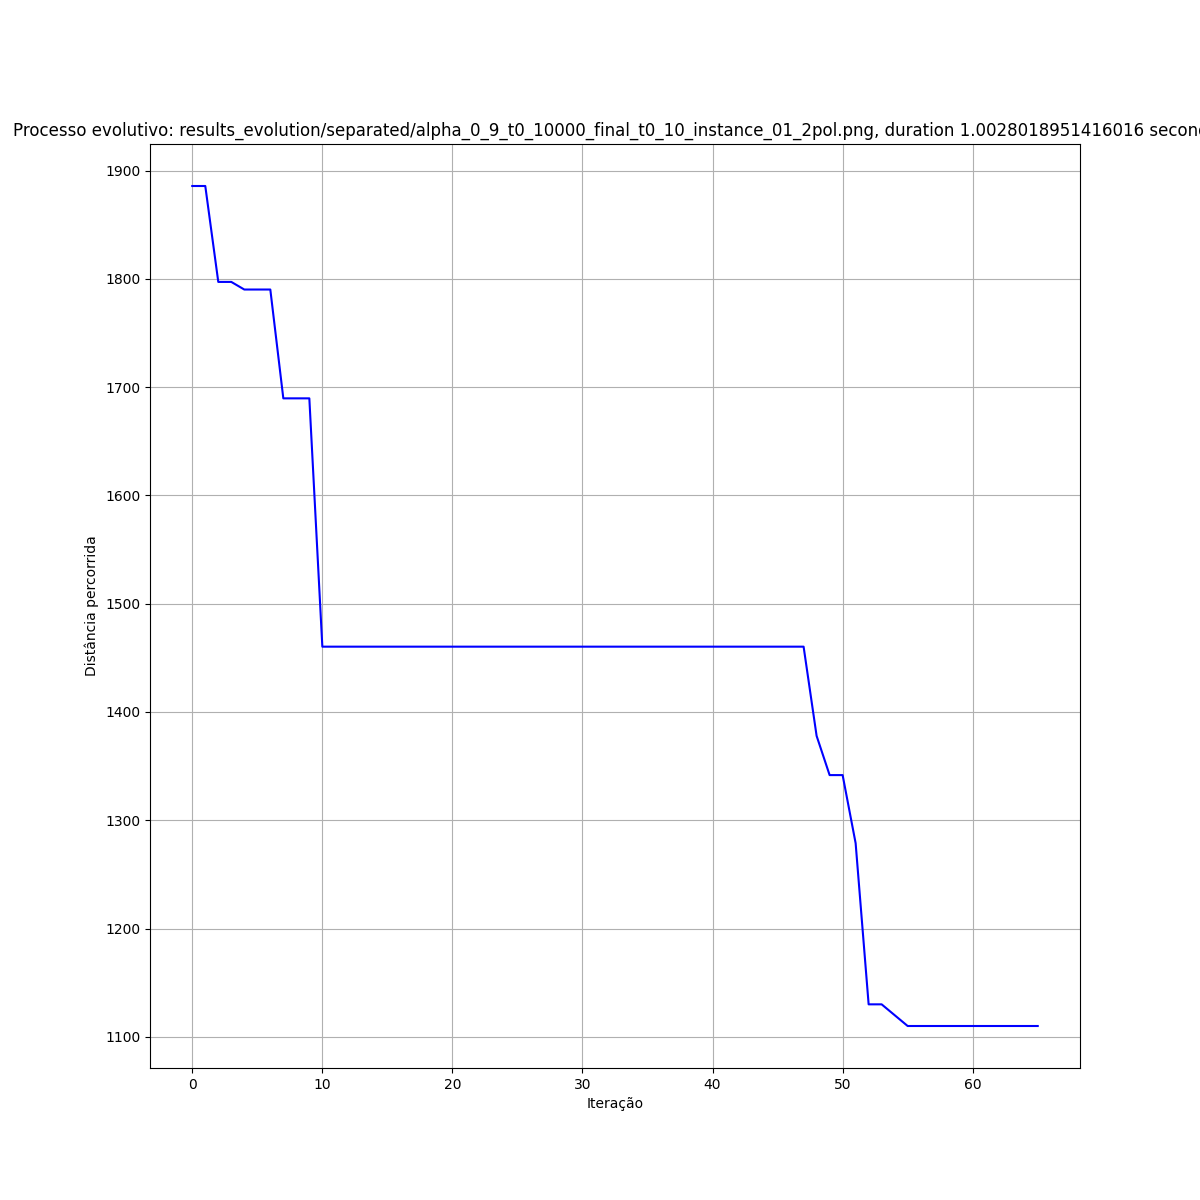 Processo evolutivo: results_evolution/separated/alpha_0_9_t0_10000_final_t0_10_instance_01_2pol.png, duration 1.0028018951416016
1900
1800
1700
1600
1500
1400
1300
1200
1100
Distância percorrida
0 10 20 30 40 50 60
Iteração